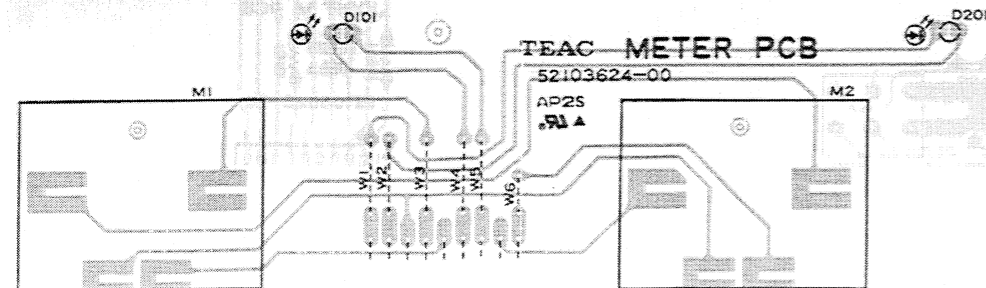 D101
D201
TEAC METER PCB
52103624-00
M1
AP2S
M2
W1 W2 W3 W4 W5 W6